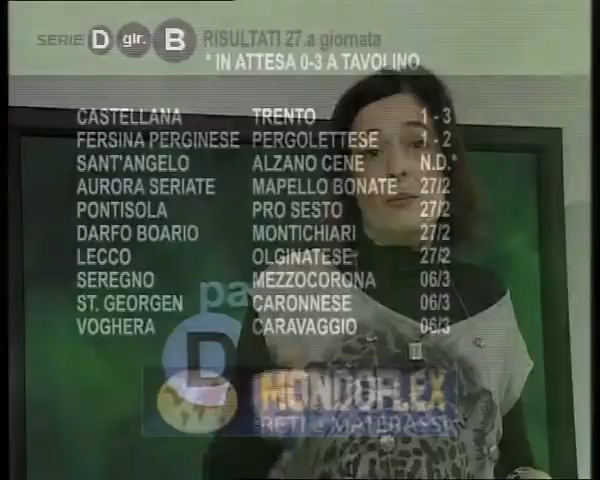 SERIE D gir. B RISULTATI 27.a giornata
* IN ATTESA 0-3 A TAVOLINO
CASTELLANA TRENTO 1 - 3
FERSINA PERGINESE PERGOLETTESE 1 - 2
SANT'ANGELO ALZANO CENE N.D.*
AURORA SERIATE MAPELLO BONATE 27/2
PONTISOLA PRO SESTO 27/2
DARFO BOARIO MONTICHIARI 27/2
LECCO OLGINATESE 27/2
SEREGNO MEZZOCORONA 06/3
ST. GEORGEN CARONNESE 06/3
VOGHERA CARAVAGGIO 06/3
pa
D
MONDOFLEX
RETI e MATERASSI